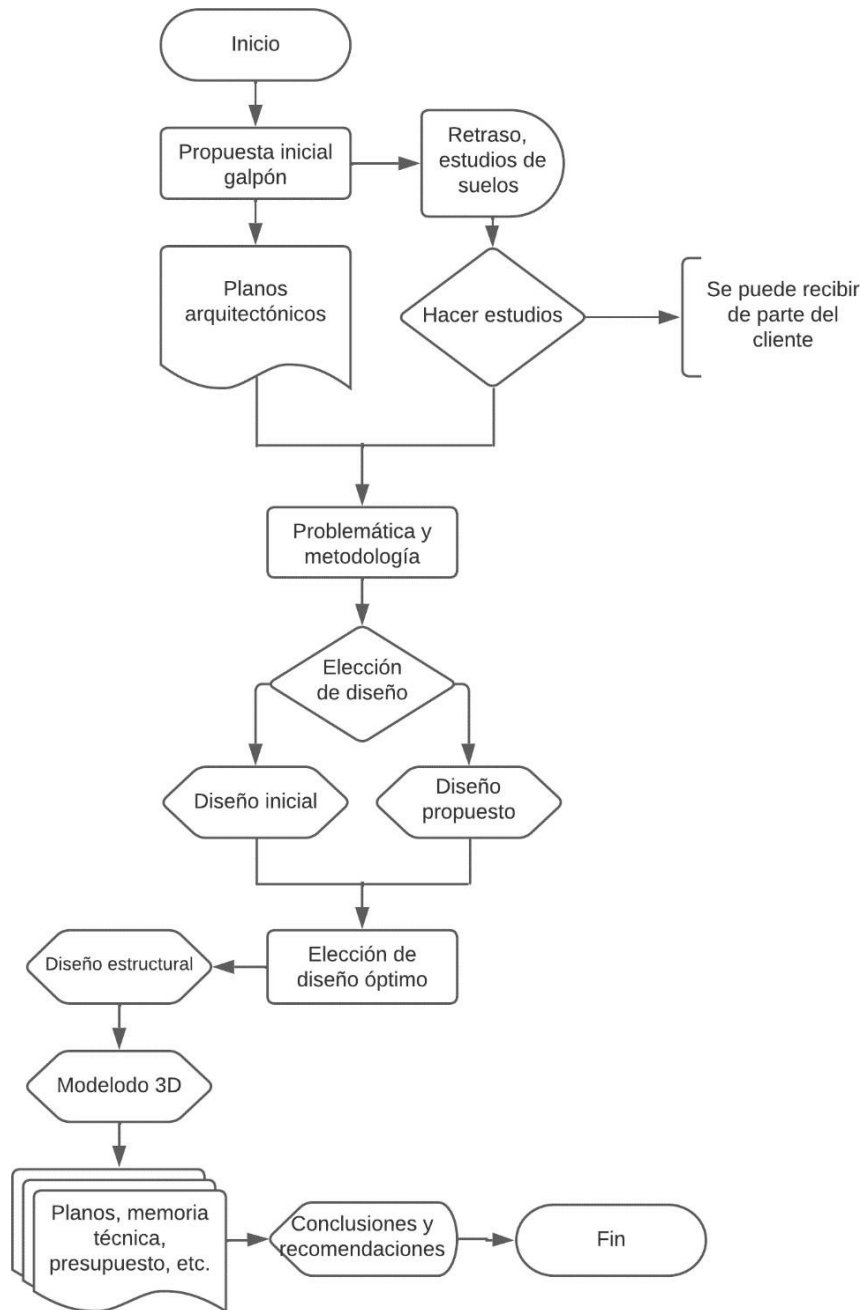 Inicio
Propuesta inicial
galpón
Retraso,
estudios de
suelos
Planos
arquitectónicos
Hacer estudios
Se puede recibir
de parte del
cliente
Problemática y
metodología
Elección
de diseño
Diseño inicial
Diseño
propuesto
Elección de
diseño óptimo
Diseño estructural
Modelodo 3D
Planos, memoria
técnica,
presupuesto, etc.
Conclusiones y
recomendaciones
Fin